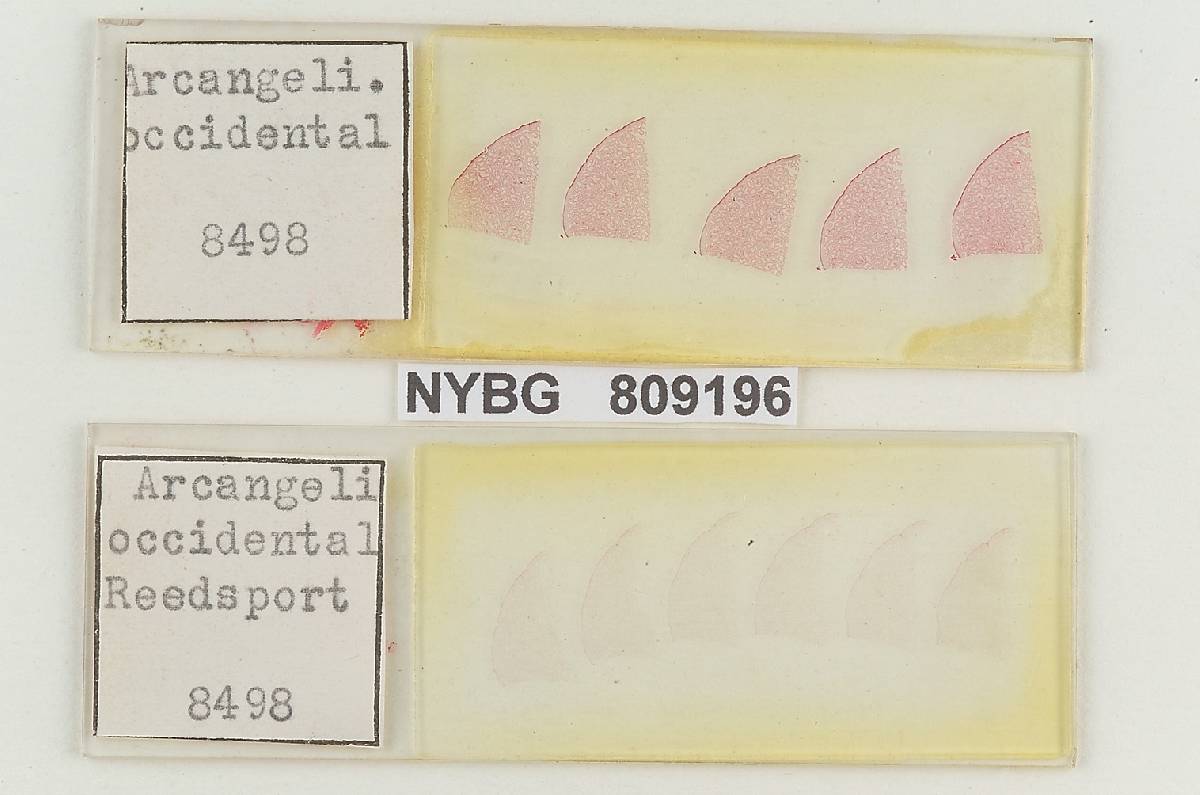 Arcangeli.
occidental
8498
NYBG 809196
Arcangeli
occidental
Reedsport
8498